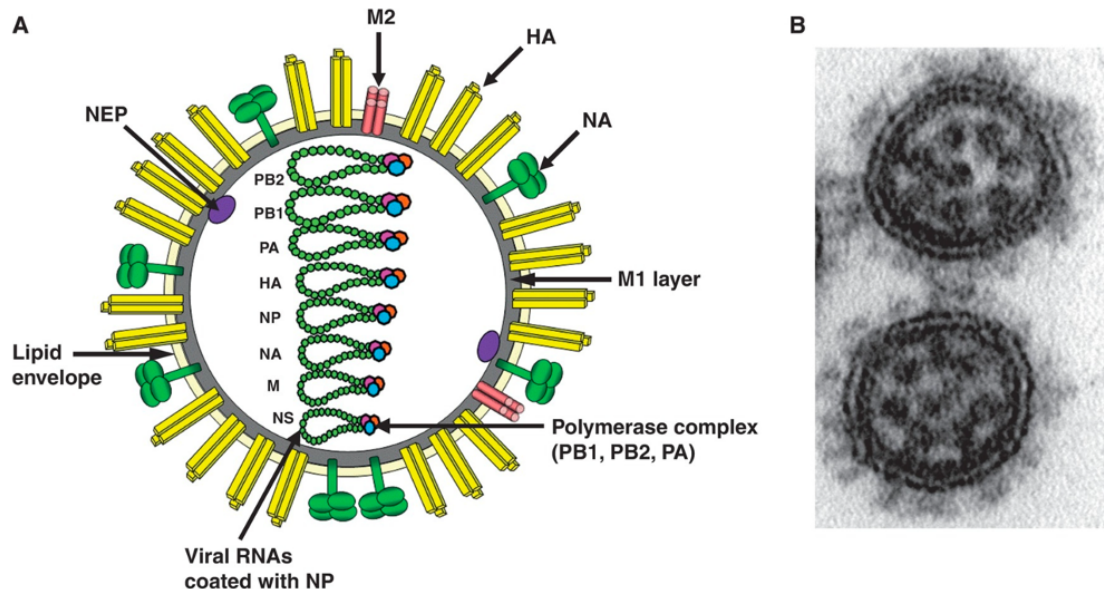 A
M2
HA
B
NEP
NA
PB2
PB1
PA
HA
M1 layer
NP
NA
Lipid
envelope
M
NS
Polymerase complex
(PB1, PB2, PA)
Viral RNAs
coated with NP